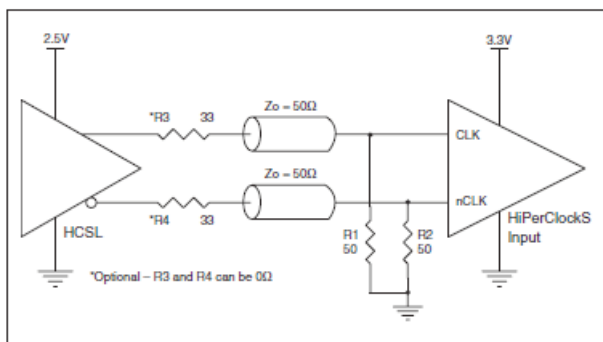 2.5V
3.3V
*R3 33
Zo = 50Ω
CLK
*R4 33
Zo = 50Ω
nCLK
HCSL
R1
50
R2
50
HiPerClockS
Input
*Optional – R3 and R4 can be 0Ω